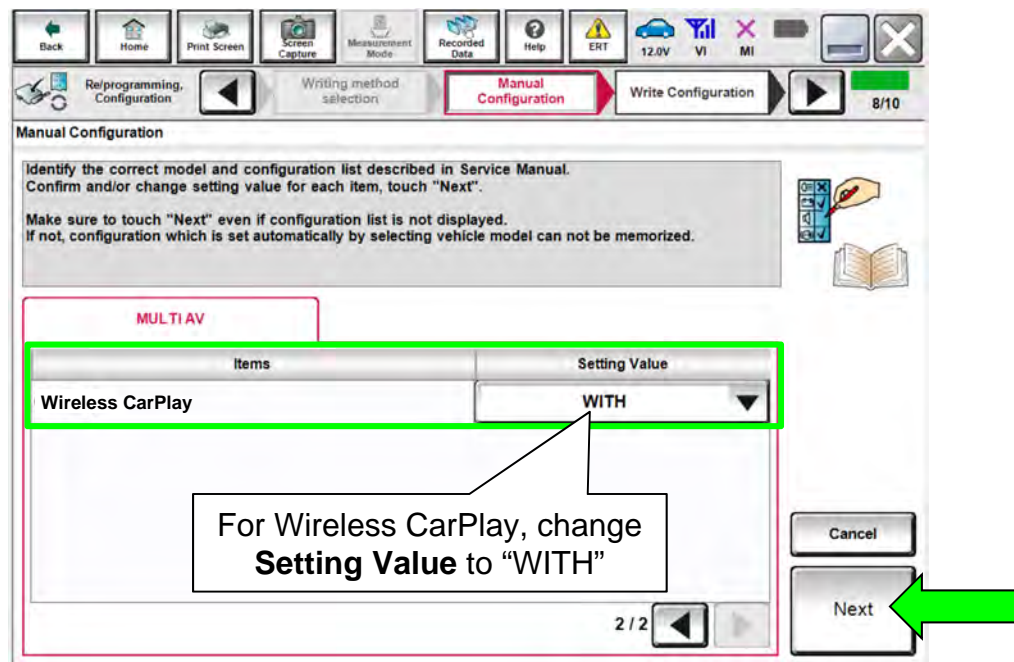 Back
Home
Print Screen
Screen
Capture
Measurement
Mode
Recorded
Data
Help
ERT
12.0V
VI
MI
Re/programming,
Configuration
Writing method
selection
Manual
Configuration
Write Configuration
8/10
Manual Configuration
Identify the correct model and configuration list described in Service Manual.
Confirm and/or change setting value for each item, touch "Next".
Make sure to touch "Next" even if configuration list is not displayed.
If not, configuration which is set automatically by selecting vehicle model can not be memorized.
MULTI AV
Items
Setting Value
Wireless CarPlay
WITH
For Wireless CarPlay, change
Setting Value to “WITH”
Cancel
Next
2 / 2